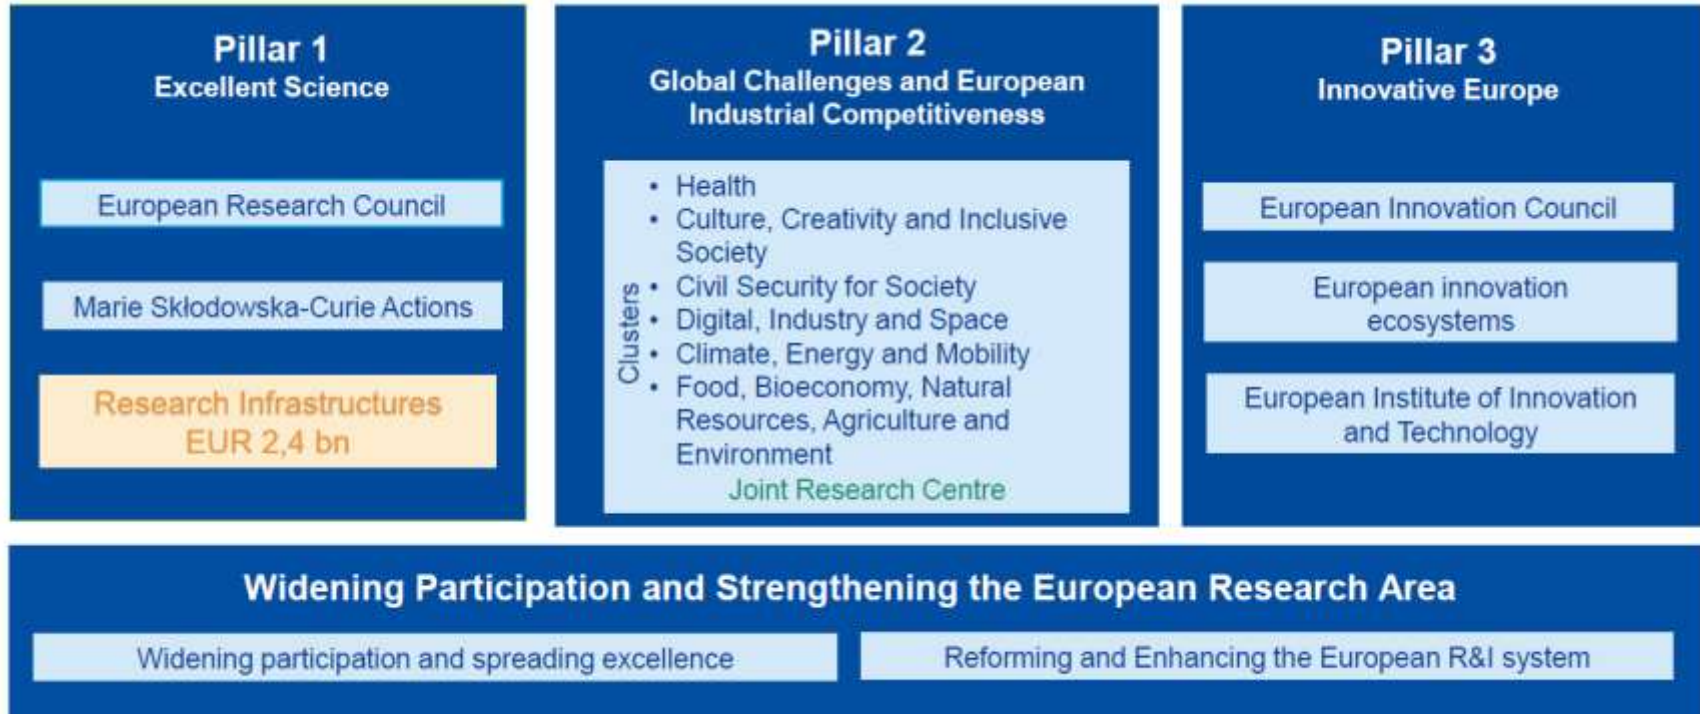 Pillar 1
Excellent Science
European Research Council
Marie Skłodowska-Curie Actions
Research Infrastructures
EUR 2,4 bn
Pillar 2
Global Challenges and European
Industrial Competitiveness
Clusters
• Health
• Culture, Creativity and Inclusive
Society
• Civil Security for Society
• Digital, Industry and Space
• Climate, Energy and Mobility
• Food, Bioeconomy, Natural
Resources, Agriculture and
Environment
Joint Research Centre
Pillar 3
Innovative Europe
European Innovation Council
European innovation
ecosystems
European Institute of Innovation
and Technology
Widening Participation and Strengthening the European Research Area
Widening participation and spreading excellence
Reforming and Enhancing the European R&I system